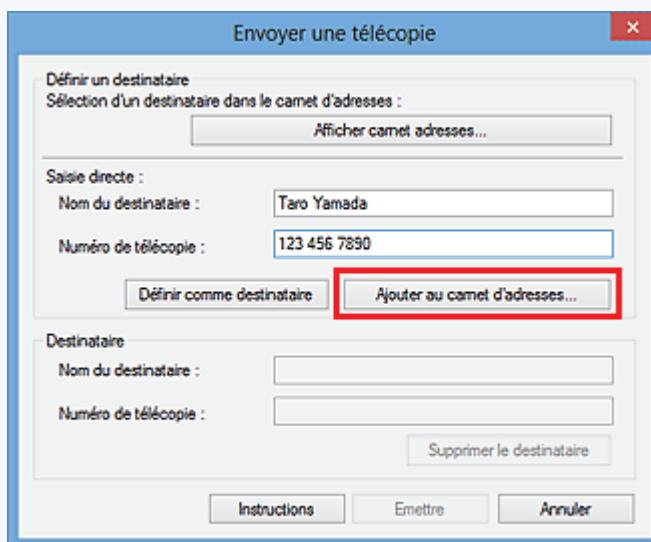 Envoyer une télécopie
Définir un destinataire
Sélection d'un destinataire dans le carnet d'adresses :
Afficher carnet adresses...
Saisie directe :
Nom du destinataire :
Taro Yamada
Numéro de télécopie :
123 456 7890
Définir comme destinataire
Ajouter au carnet d'adresses...
Destinataire
Nom du destinataire :
Numéro de télécopie :
Supprimer le destinataire
Instructions
Emettre
Annuler